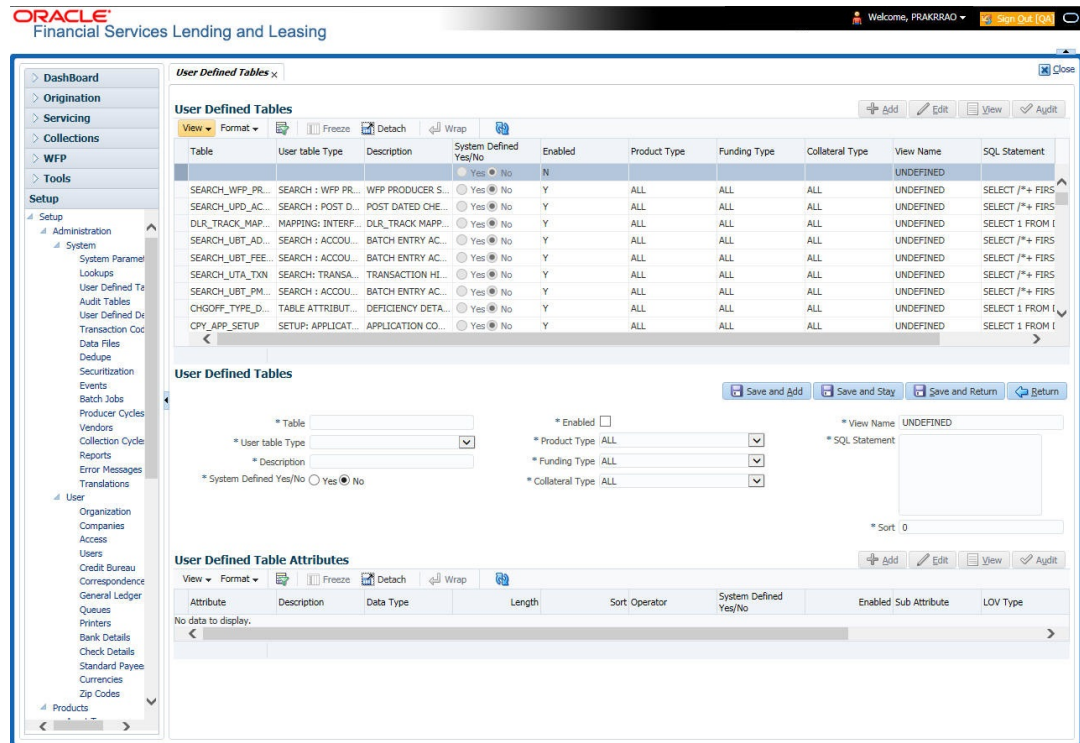 ORACLE®
Financial Services Lending and Leasing
Welcome, PRAKRRAO
Sign Out [QA]
Close
DashBoard
Origination
Servicing
Collections
WFP
Tools
Setup
Setup
Administration
System
System Paramet
Lookups
User Defined Ta
Audit Tables
User Defined De
Transaction Cod
Data Files
Dedupe
Securitization
Events
Batch Jobs
Producer Cycles
Vendors
Collection Cycle
Reports
Error Messages
Translations
User
Organization
Companies
Access
Users
Credit Bureau
Correspondence
General Ledger
Queues
Printers
Bank Details
Check Details
Standard Payee
Currencies
Zip Codes
Products
User Defined Tables x
User Defined Tables
Add Edit View Audit
View Format Freeze Detach Wrap
Table User table Type Description System Defined Yes/No Enabled Product Type Funding Type Collateral Type View Name SQL Statement
Yes No N UNDEFINED
SEARCH_WFP_PR... SEARCH : WFP PR... WFP PRODUCER S... Yes No Y ALL ALL ALL UNDEFINED SELECT /*+ FIRS
SEARCH_UPD_AC... SEARCH : POST D... POST DATED CHE... Yes No Y ALL ALL ALL UNDEFINED SELECT /*+ FIRS
DLR_TRACK_MAP... MAPPING: INTERF... DLR_TRACK MAPP... Yes No Y ALL ALL ALL UNDEFINED SELECT 1 FROM D
SEARCH_UBT_AD... SEARCH : ACCOU... BATCH ENTRY AC... Yes No Y ALL ALL ALL UNDEFINED SELECT /*+ FIRS
SEARCH_UBT_FEE... SEARCH : ACCOU... BATCH ENTRY AC... Yes No Y ALL ALL ALL UNDEFINED SELECT /*+ FIRS
SEARCH_UTA_TXN SEARCH: TRANSA... TRANSACTION HI... Yes No Y ALL ALL ALL UNDEFINED SELECT /*+ FIRS
SEARCH_UBT_PM... SEARCH : ACCOU... BATCH ENTRY AC... Yes No Y ALL ALL ALL UNDEFINED SELECT /*+ FIRS
CHGOFF_TYPE_D... TABLE ATTRIBUT... DEFICIENCY DETA... Yes No Y ALL ALL ALL UNDEFINED SELECT 1 FROM
CPY_APP_SETUP SETUP: APPLICAT... APPLICATION CO... Yes No Y ALL ALL ALL UNDEFINED SELECT 1 FROM
User Defined Tables
Save and Add Save and Stay Save and Return Return
* Table
* User table Type
* Description
* System Defined Yes/No Yes No
* Enabled
* Product Type ALL
* Funding Type ALL
* Collateral Type ALL
* View Name UNDEFINED
* SQL Statement
* Sort 0
User Defined Table Attributes
Add Edit View Audit
View Format Freeze Detach Wrap
Attribute Description Data Type Length Sort Operator System Defined Yes/No Enabled Sub Attribute LOV Type
No data to display.